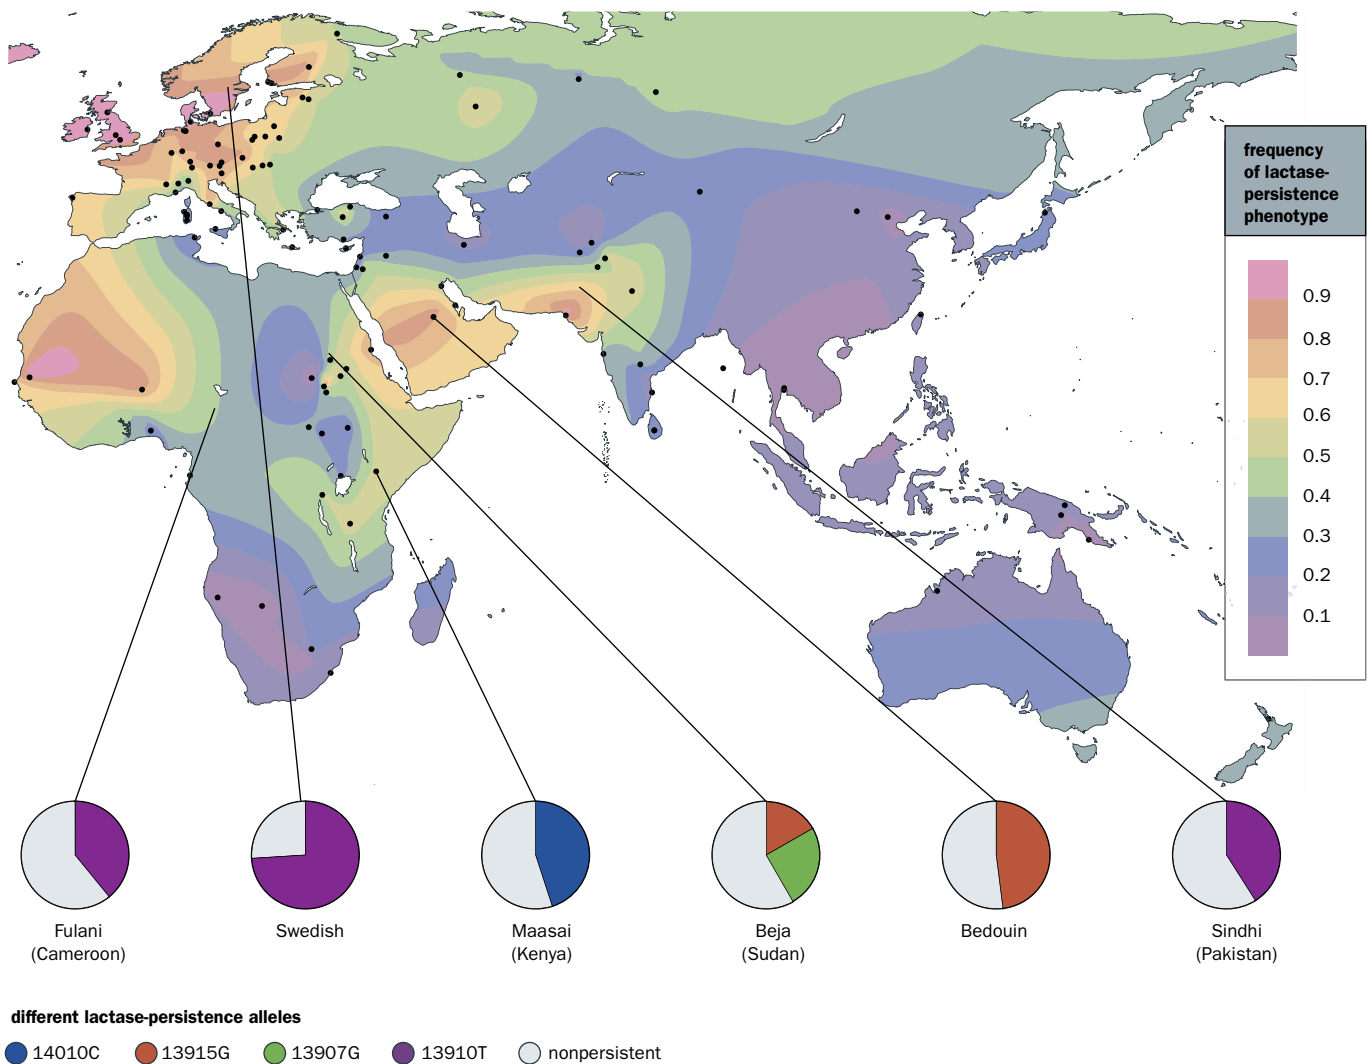 frequency
of lactase-
persistence
phenotype
0.9
0.8
0.7
0.6
0.5
0.4
0.3
0.2
0.1
Fulani
(Cameroon)
Swedish
Maasai
(Kenya)
Beja
(Sudan)
Bedouin
Sindhi
(Pakistan)
different lactase-persistence alleles
14010C 13915G 13907G 13910T nonpersistent